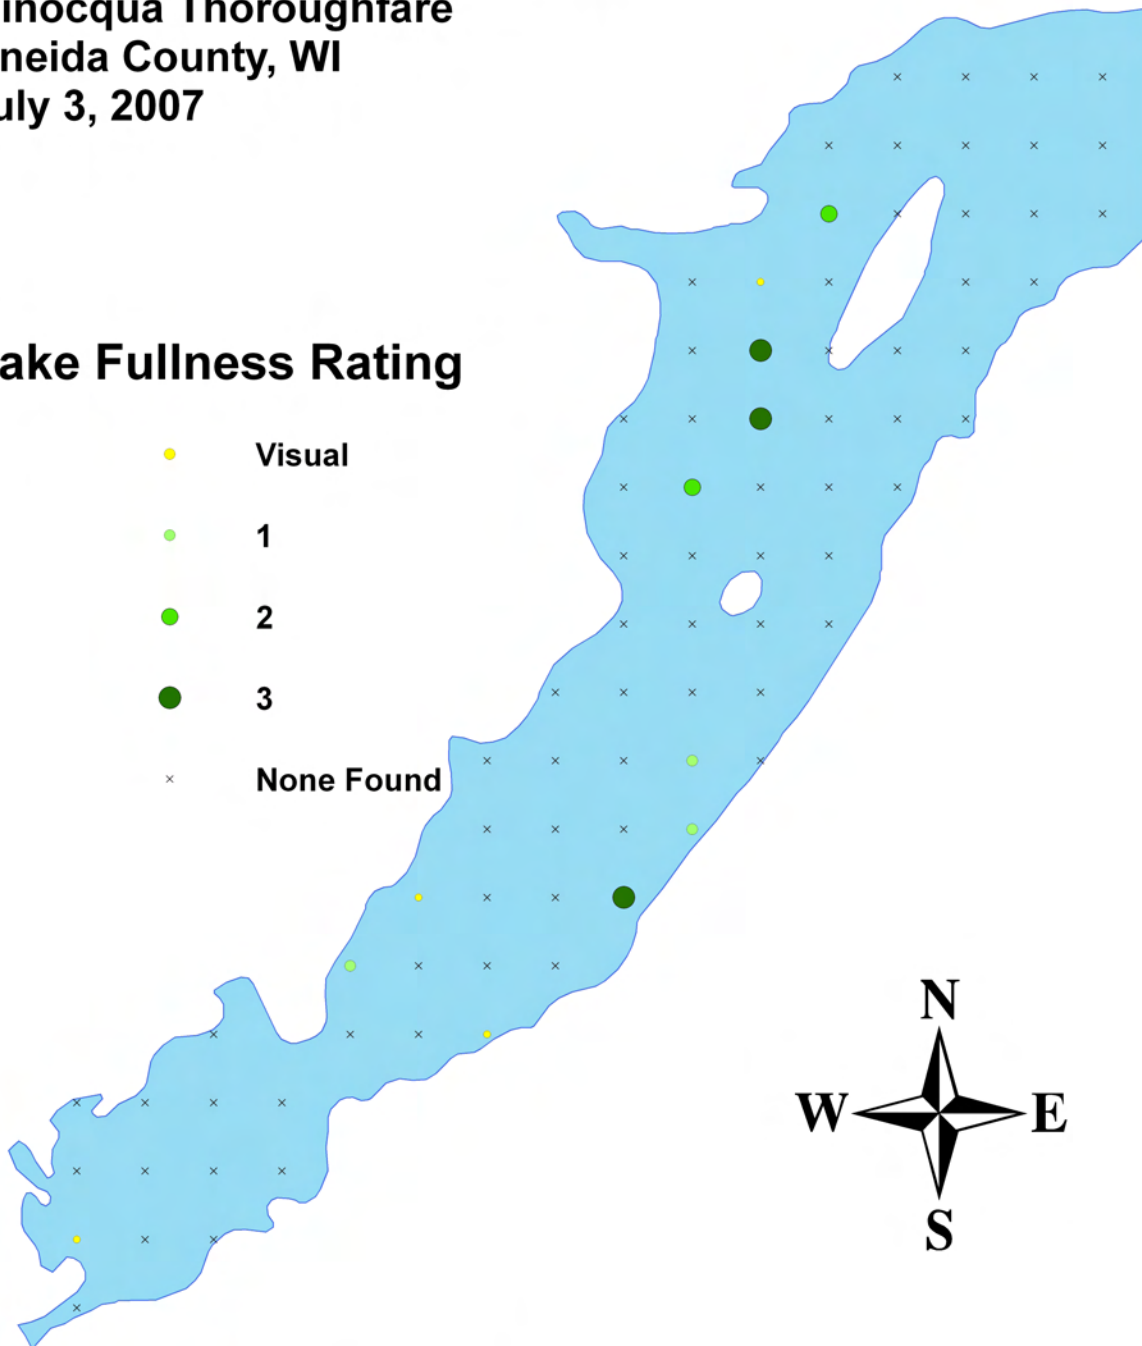 inocqua Thoroughfare
neida County, WI
uly 3, 2007
ake Fullness Rating
Visual
1
2
3
None Found
N
W E
S